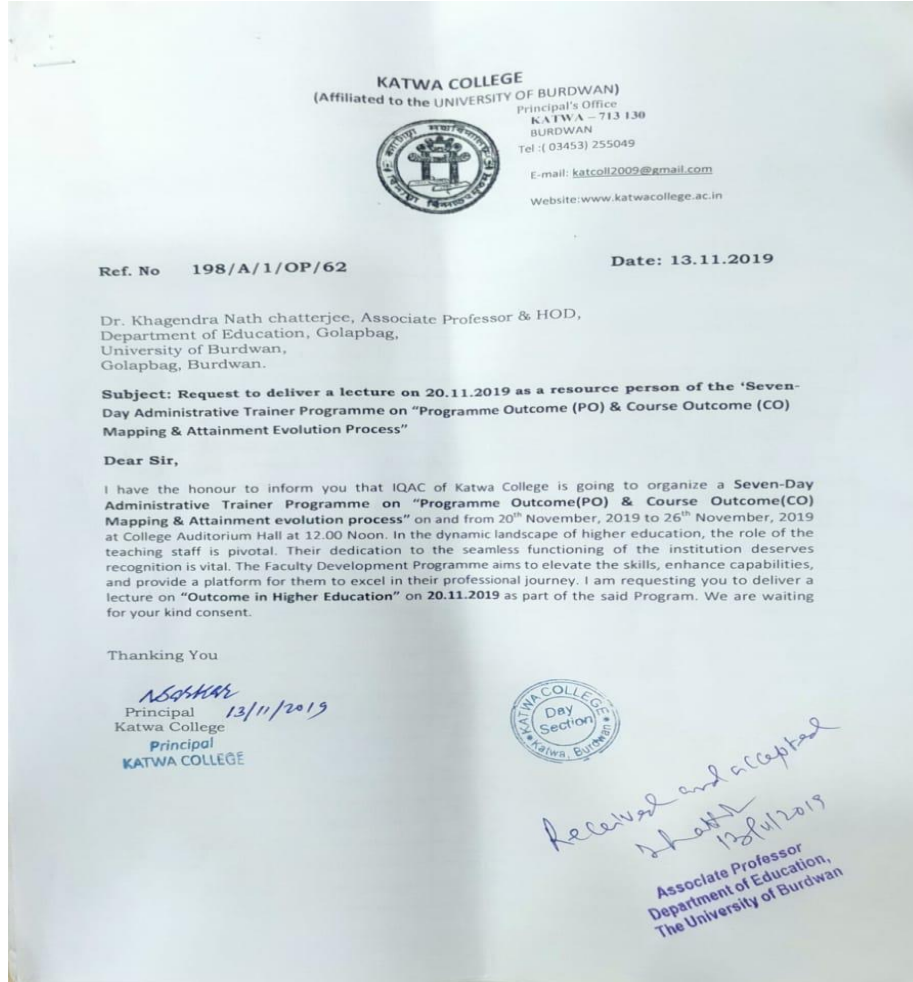 KATWA COLLEGE
(Affiliated to the UNIVERSITY OF BURDWAN)
Principal's Office
KATWA – 713 130
BURDWAN
Tel :( 03453) 255049
E-mail: katcoll2009@gmail.com
Website:www.katwacollege.ac.in
Ref. No 198/A/1/OP/62
Date: 13.11.2019
Dr. Khagendra Nath chatterjee, Associate Professor & HOD,
Department of Education, Golapbag,
University of Burdwan,
Golapbag, Burdwan.
Subject: Request to deliver a lecture on 20.11.2019 as a resource person of the ‘Seven-
Day Administrative Trainer Programme on “Programme Outcome (PO) & Course Outcome (CO)
Mapping & Attainment Evolution Process”
Dear Sir,
I have the honour to inform you that IQAC of Katwa College is going to organize a Seven-Day
Administrative Trainer Programme on “Programme Outcome(PO) & Course Outcome(CO)
Mapping & Attainment evolution process” on and from 20th November, 2019 to 26th November, 2019
at College Auditorium Hall at 12.00 Noon. In the dynamic landscape of higher education, the role of the
teaching staff is pivotal. Their dedication to the seamless functioning of the institution deserves
recognition is vital. The Faculty Development Programme aims to elevate the skills, enhance capabilities,
and provide a platform for them to excel in their professional journey. I am requesting you to deliver a
lecture on “Outcome in Higher Education” on 20.11.2019 as part of the said Program. We are waiting
for your kind consent.
Thanking You
Principal 13/11/2019
Katwa College
Principal
KATWA COLLEGE
KATWA COLLEGE
Day
Section
Katwa, Burdwan
Received and accepted
13/11/2019
Associate Professor
Department of Education,
The University of Burdwan